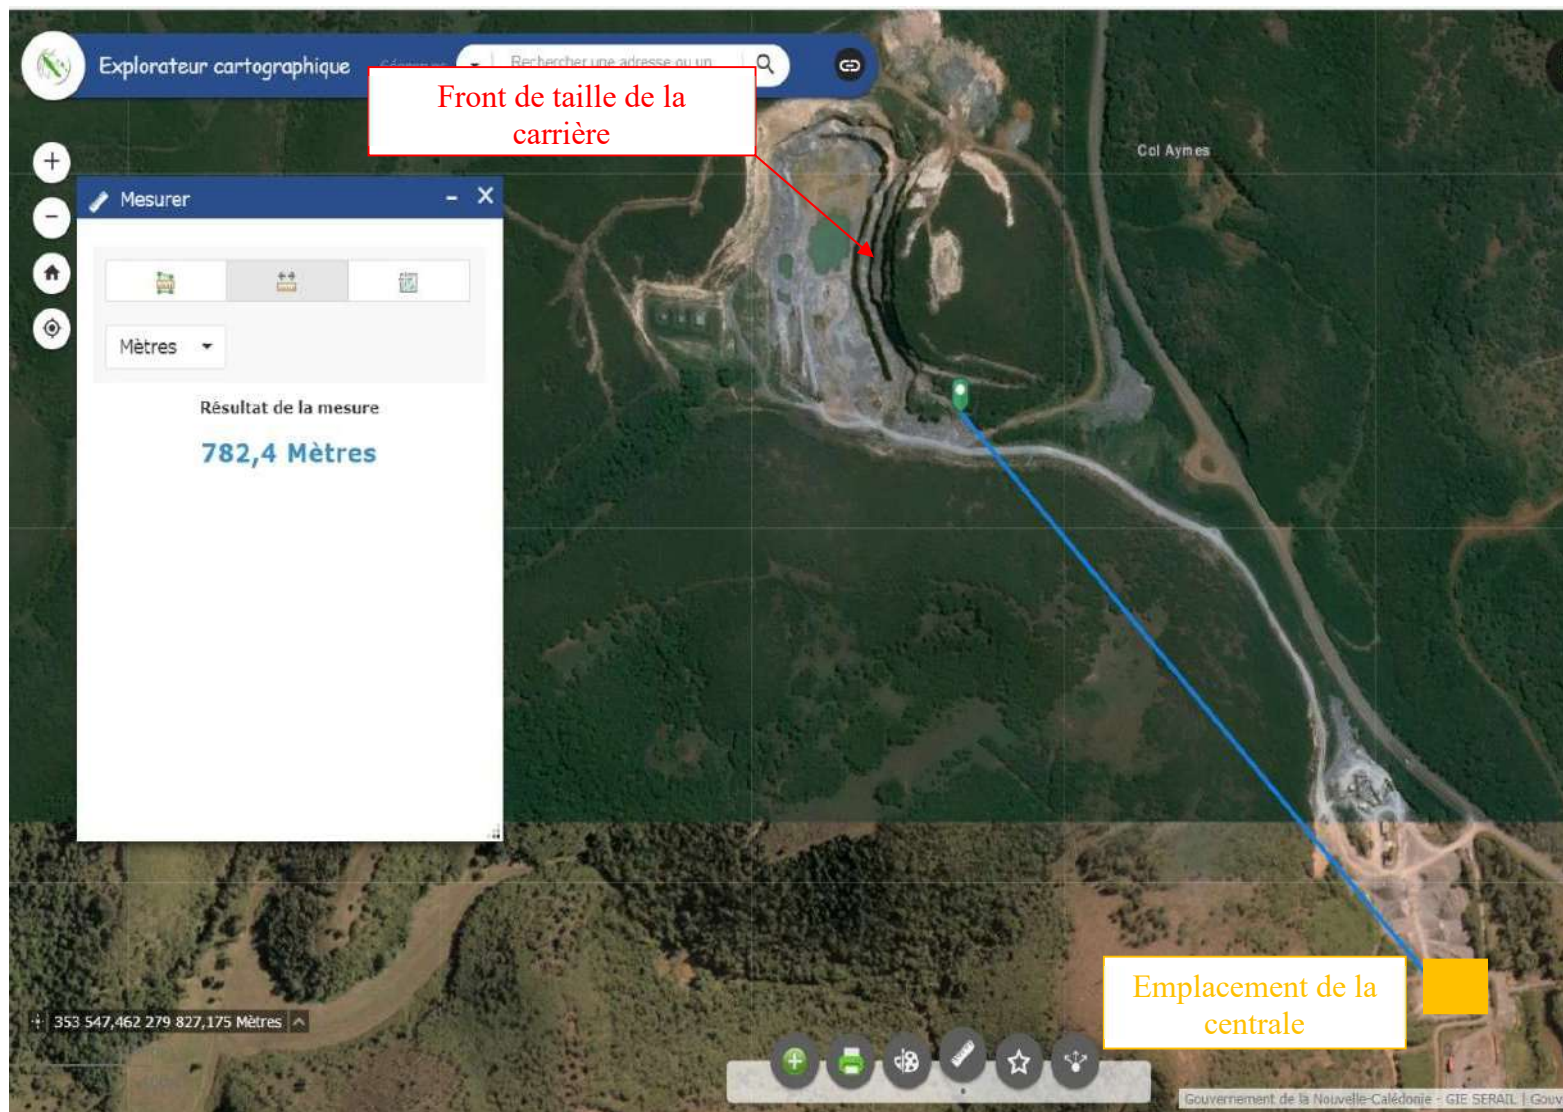 Explorateur cartographique
Rechercher une adresse ou un
Front de taille de la
carrière
Col Aymes
Mesurer
Mètres
Résultat de la mesure
782,4 Mètres
Emplacement de la
centrale
353 547,462 279 827,175 Mètres
Gouvernement de la Nouvelle-Calédonie - GIE SERAIL | Gouv